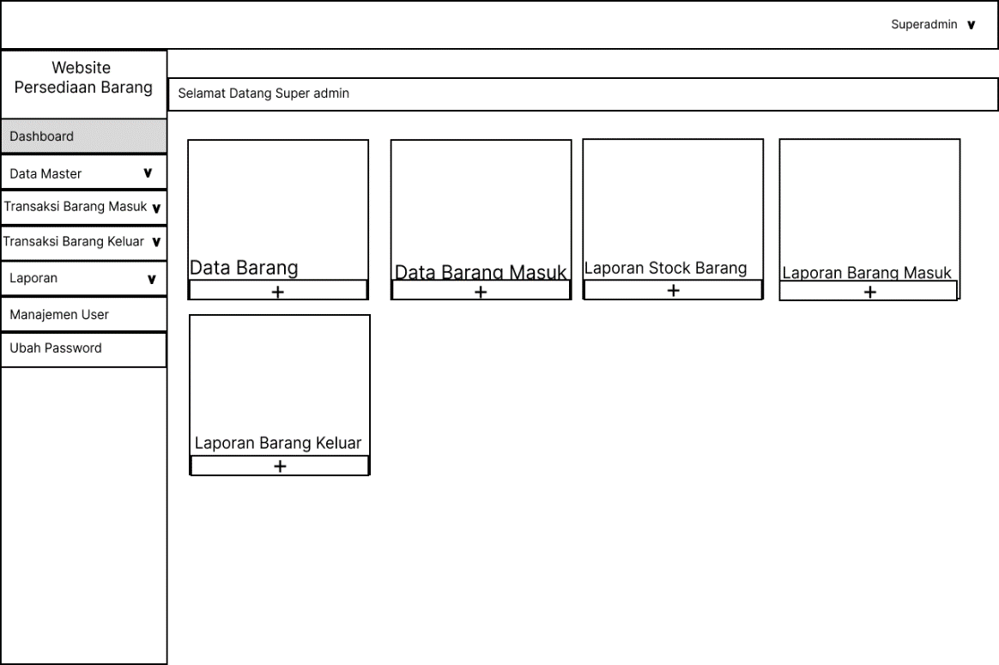 Superadmin v
Website
Persediaan Barang
Selamat Datang Super admin
Dashboard
Data Master v
Transaksi Barang Masuk v
Transaksi Barang Keluar v
Laporan v
Manajemen User
Ubah Password
Data Barang
+
Data Barang Masuk
+
Laporan Stock Barang
+
Laporan Barang Masuk
+
Laporan Barang Keluar
+